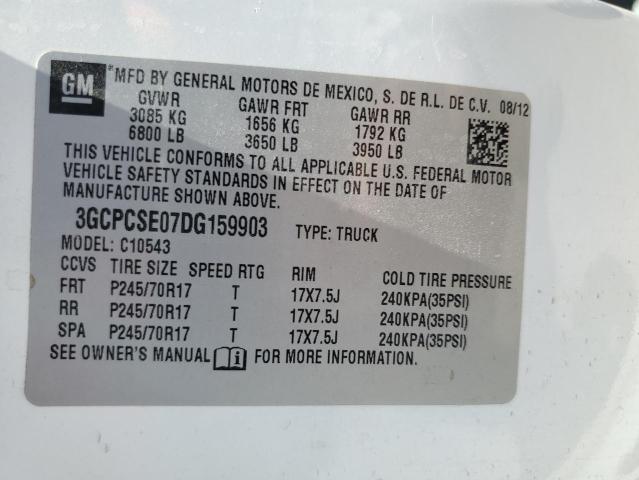 GM
*MFD BY GENERAL MOTORS DE MEXICO, S. DE R.L. DE C.V. 08/12
GVWR GAWR FRT GAWR RR
3085 KG 1656 KG 1792 KG
6800 LB 3650 LB 3950 LB
THIS VEHICLE CONFORMS TO ALL APPLICABLE U.S. FEDERAL MOTOR
VEHICLE SAFETY STANDARDS IN EFFECT ON THE DATE OF
MANUFACTURE SHOWN ABOVE.
3GCPCSE07DG159903 TYPE: TRUCK
MODEL: C10543
CCVS TIRE SIZE SPEED RTG RIM COLD TIRE PRESSURE
FRT P245/70R17 T 17X7.5J 240KPA(35PSI)
RR P245/70R17 T 17X7.5J 240KPA(35PSI)
SPA P245/70R17 T 17X7.5J 240KPA(35PSI)
SEE OWNER'S MANUAL FOR MORE INFORMATION.